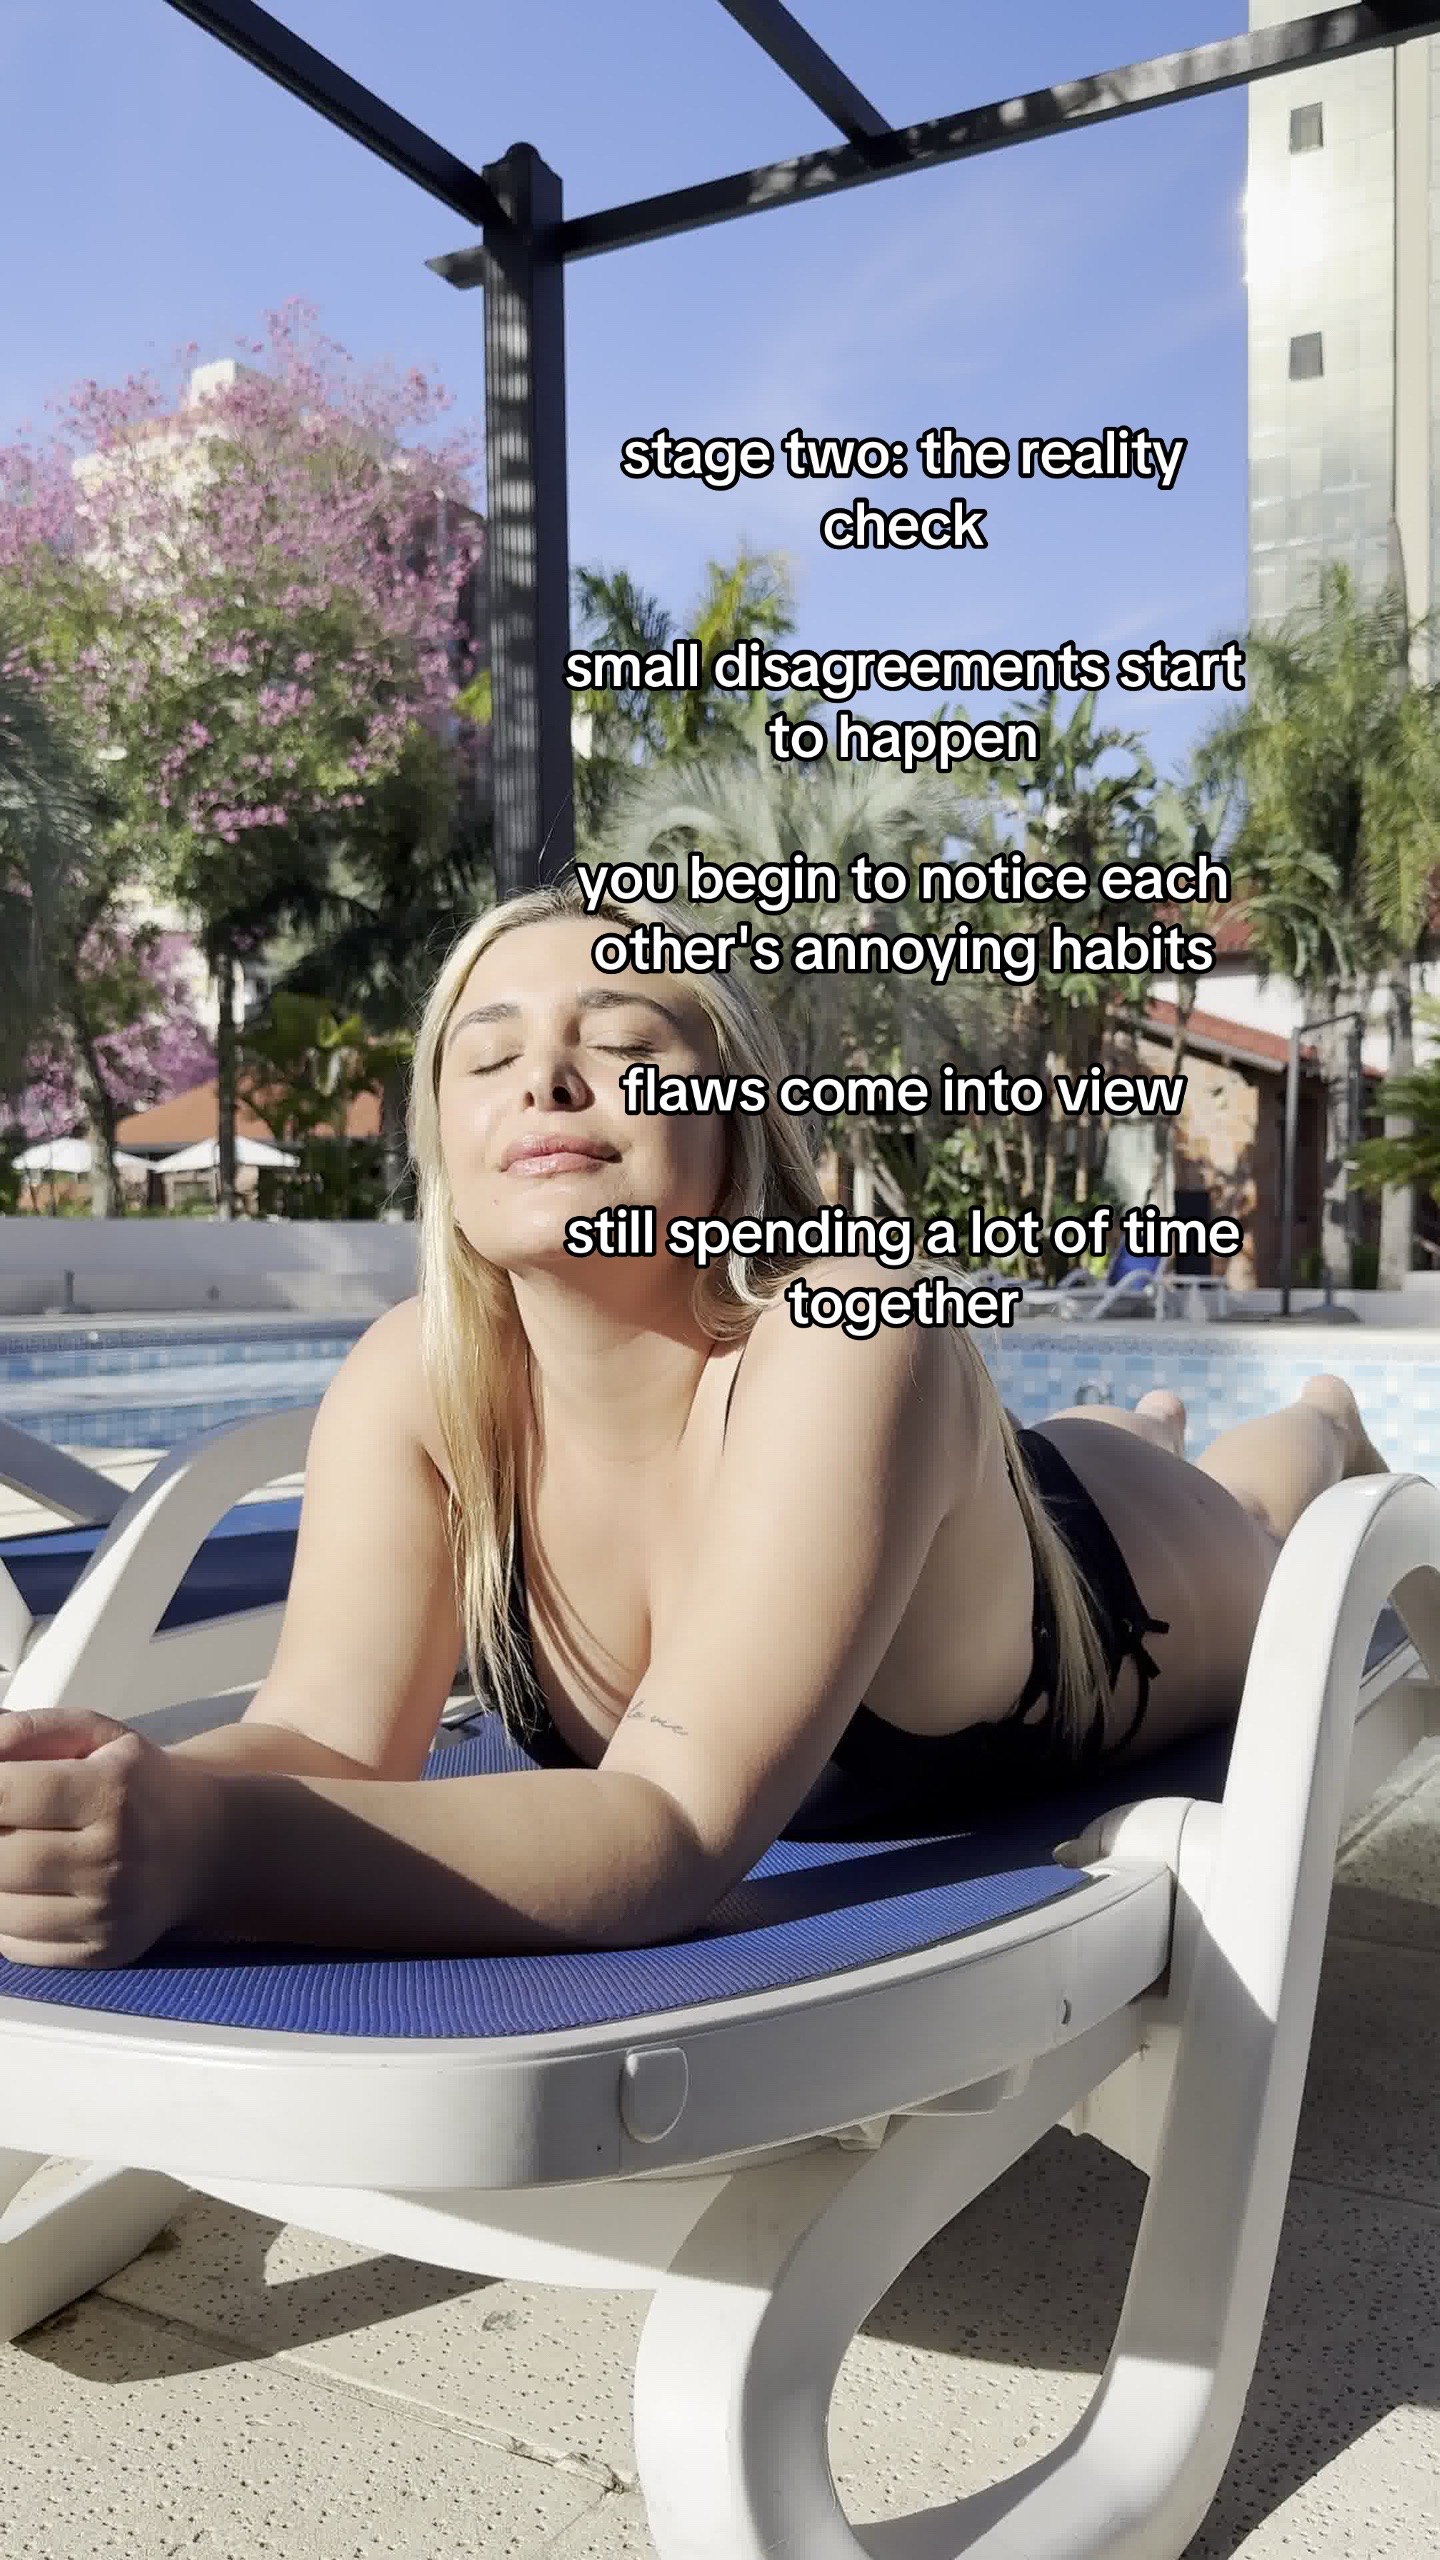 stage two: the reality
check
small disagreements start
to happen
you begin to notice each
other's annoying habits
flaws come into view
still spending a lot of time
together